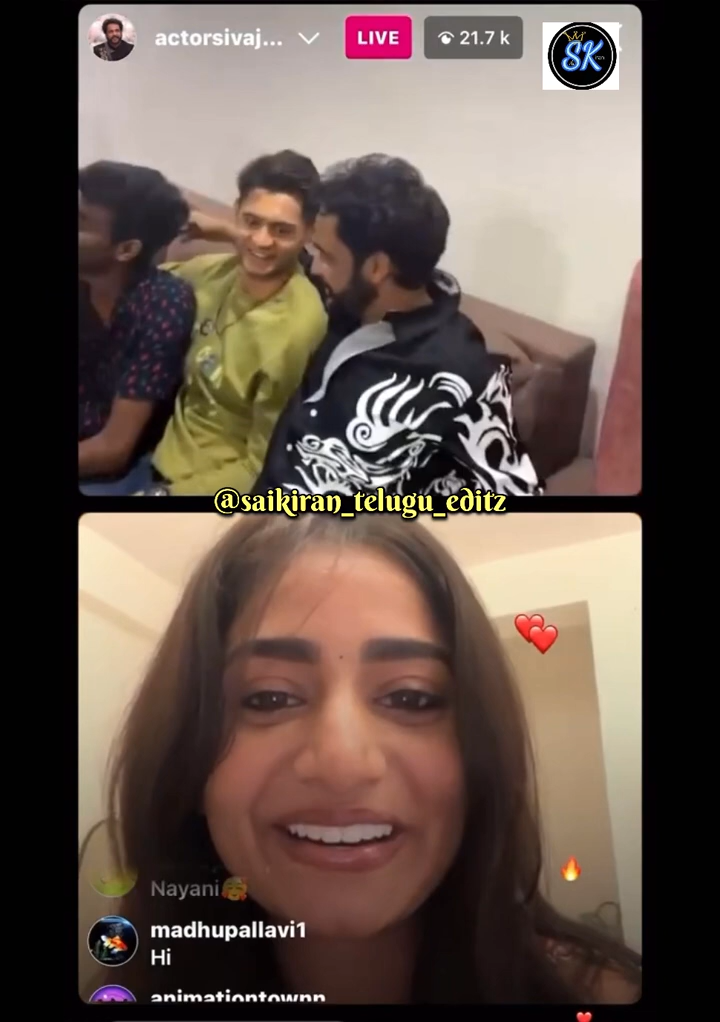 actorsivaj...
LIVE
21.7 k
SK
@saikiran_telugu_editz
Nayani🥰
madhupallavi1
Hi
animationtownn